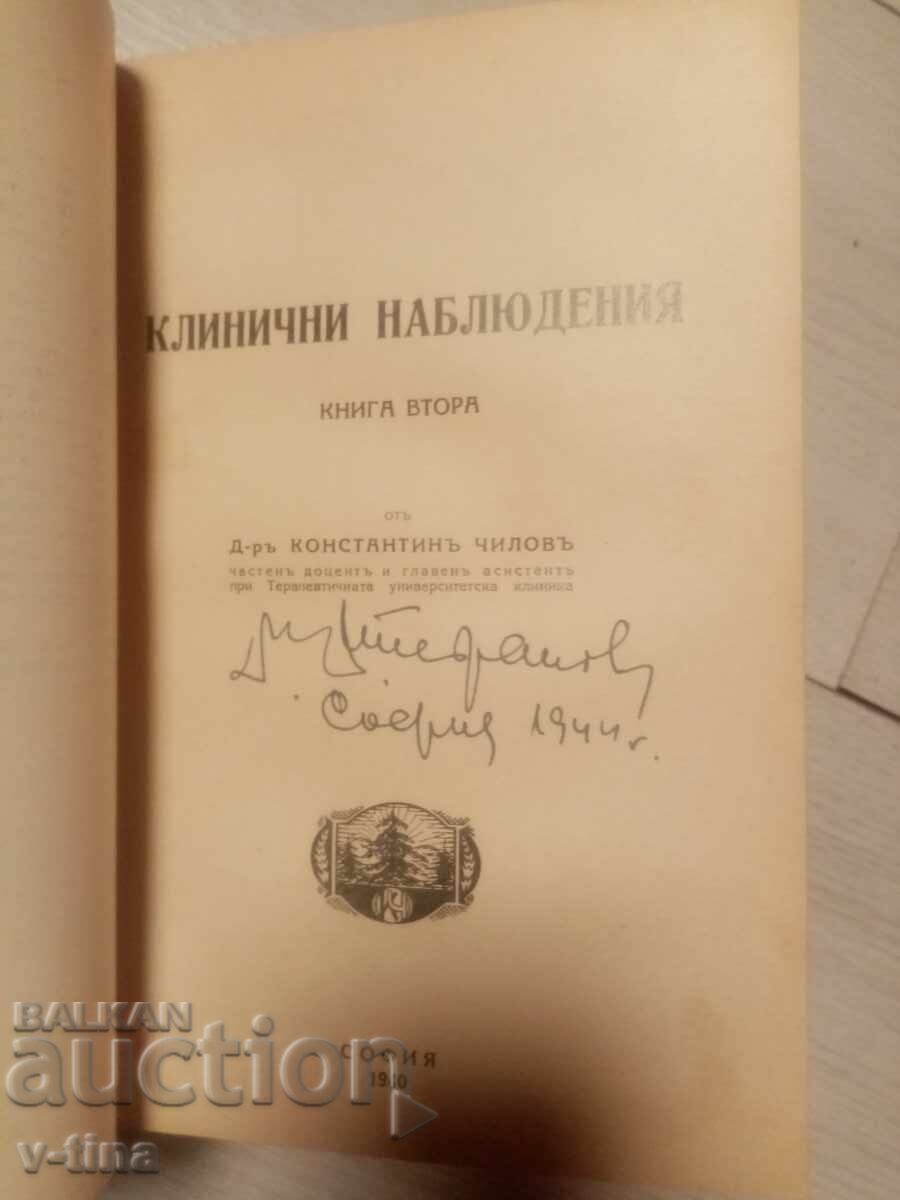 КЛИНИЧНИ НАБЛЮДЕНИЯ
КНИГА ВТОРА
отъ
Д-ръ КОНСТАНТИНЪ ЧИЛОВЪ
частенъ доцентъ и главенъ асистентъ
при Терапевтичната университетска клиника
София 1944 г.
СОФИЯ
1940
BALKAN
auction
v-tina